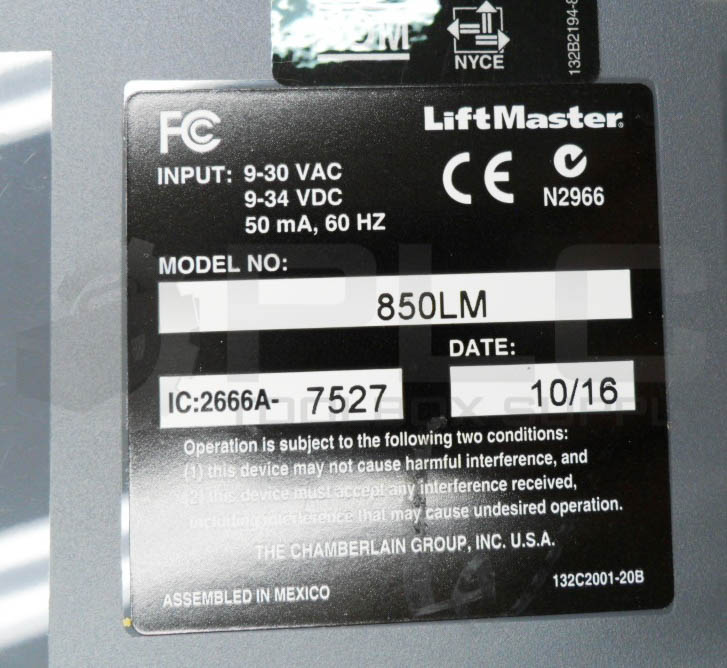 NYCE
132B2194-
FC
LiftMaster
INPUT: 9-30 VAC
9-34 VDC
50 mA, 60 HZ
CE
N2966
MODEL NO:
850LM
DATE:
IC:2666A- 7527
10/16
Operation is subject to the following two conditions:
(1) this device may not cause harmful interference, and
(2) this device must accept any interference received,
including interference that may cause undesired operation.
THE CHAMBERLAIN GROUP, INC. U.S.A.
ASSEMBLED IN MEXICO
132C2001-20B
PLC
TOOLBOX SUPPL